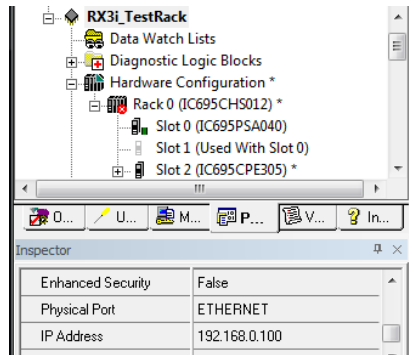 RX3i_TestRack
Data Watch Lists
Diagnostic Logic Blocks
Hardware Configuration *
Rack 0 (IC695CHS012) *
Slot 0 (IC695PSA040)
Slot 1 (Used With Slot 0)
Slot 2 (IC695CPE305) *
O... U... M... P... V... In...
Inspector
Enhanced Security False
Physical Port ETHERNET
IP Address 192.168.0.100